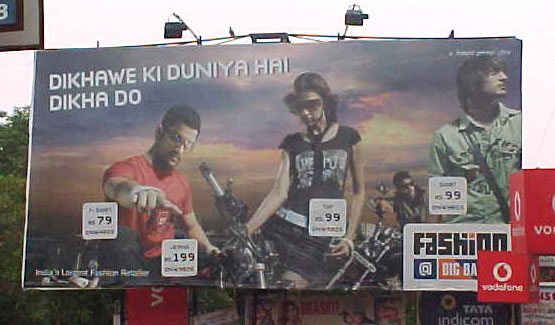 DIKHAWE KI DUNIYA HAI
DIKHA DO
T-SHIRT
RS 79
ONWARDS
JEANS
RS 199
ONWARDS
TOP
RS 99
ONWARDS
SHIRT
RS 99
ONWARDS
India's Largest Fashion Retailer
FASHION
@ BIG BA
VO
vodafone
TATA
indicom